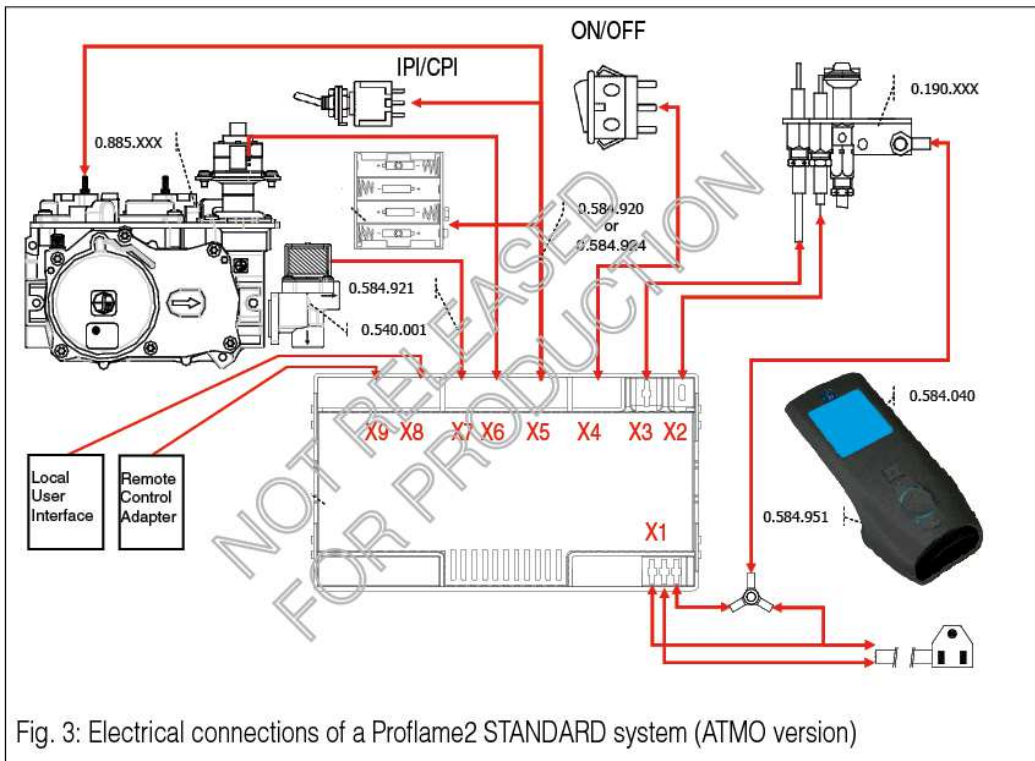 ON/OFF
IPI/CPI
0.190.XXX
0.885.XXX
0.584.920
or
0.584.924
0.584.921
0.540.001
0.584.040
X9 X8 X7 X6 X5 X4 X3 X2
Local
User
Interface
Remote
Control
Adapter
0.584.951
X1
NOT RELEASED
FOR PRODUCTION
Fig. 3: Electrical connections of a Proflame2 STANDARD system (ATMO version)